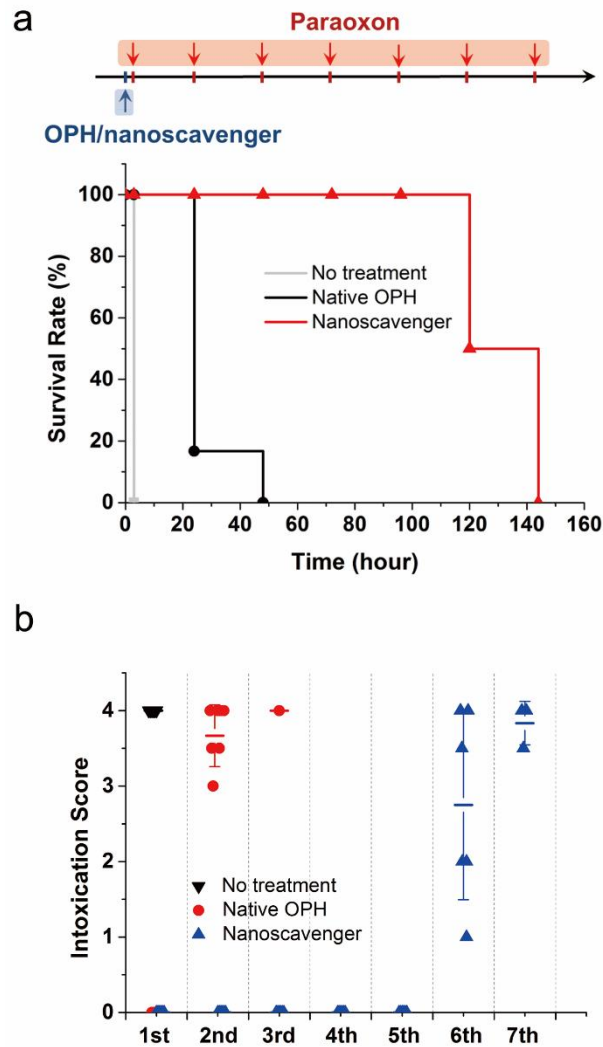 a
Paraoxon
OPH/nanoscavenger
100
80
60
40
20
0
Survival Rate (%)
No treatment
Native OPH
Nanoscavenger
0 20 40 60 80 100 120 140 160
Time (hour)
b
4
3
2
1
0
Intoxication Score
No treatment
Native OPH
Nanoscavenger
1st 2nd 3rd 4th 5th 6th 7th